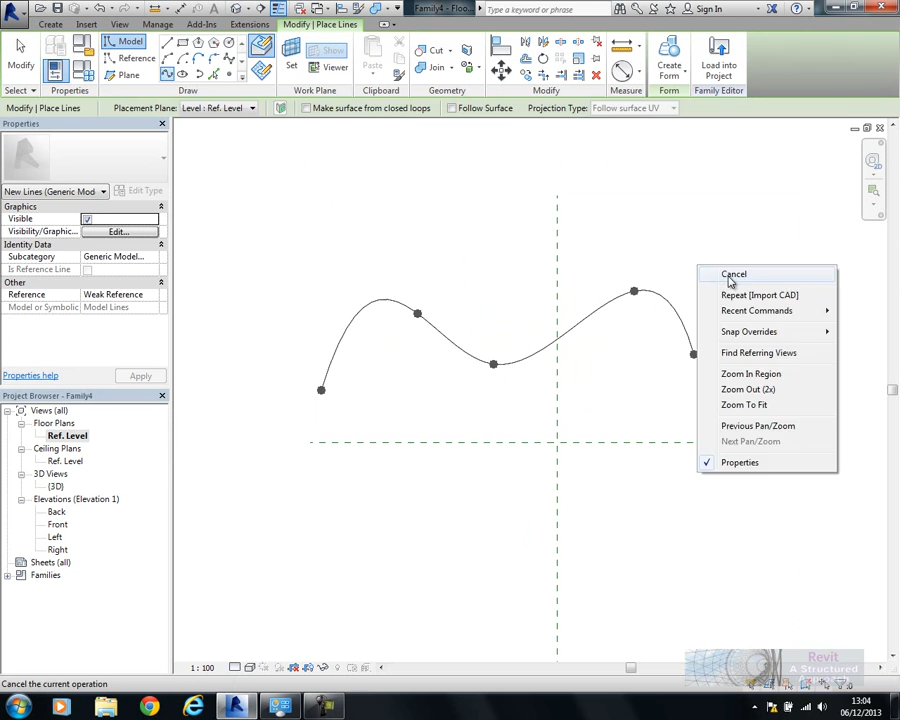 Family4 - Floo...
Type a keyword or phrase
Sign In
Create
Insert
View
Manage
Add-Ins
Extensions
Modify | Place Lines
Modify
Model
Reference
Plane
Set
Show
Viewer
Paste
Cut
Join
Create Form
Load into Project
Select
Properties
Draw
Work Plane
Clipboard
Geometry
Modify
Measure
Form
Family Editor
Modify | Place Lines
Placement Plane: Level : Ref. Level
Make surface from closed loops
Follow Surface
Projection Type: Follow surface UV
Properties
New Lines (Generic Mod
Edit Type
Graphics
Visible
Visibility/Graphic...
Edit...
Identity Data
Subcategory
Generic Model...
Is Reference Line
Other
Reference
Weak Reference
Model or Symbolic
Model Lines
Properties help
Apply
Project Browser - Family4
Views (all)
Floor Plans
Ref. Level
Ceiling Plans
Ref. Level
3D Views
{3D}
Elevations (Elevation 1)
Back
Front
Left
Right
Sheets (all)
Families
2D
Cancel
Repeat [Import CAD]
Recent Commands
Snap Overrides
Find Referring Views
Zoom In Region
Zoom Out (2x)
Zoom To Fit
Previous Pan/Zoom
Next Pan/Zoom
Properties
1 : 100
Revit
A Structured
Cancel the current operation
:0
13:04
06/12/2013